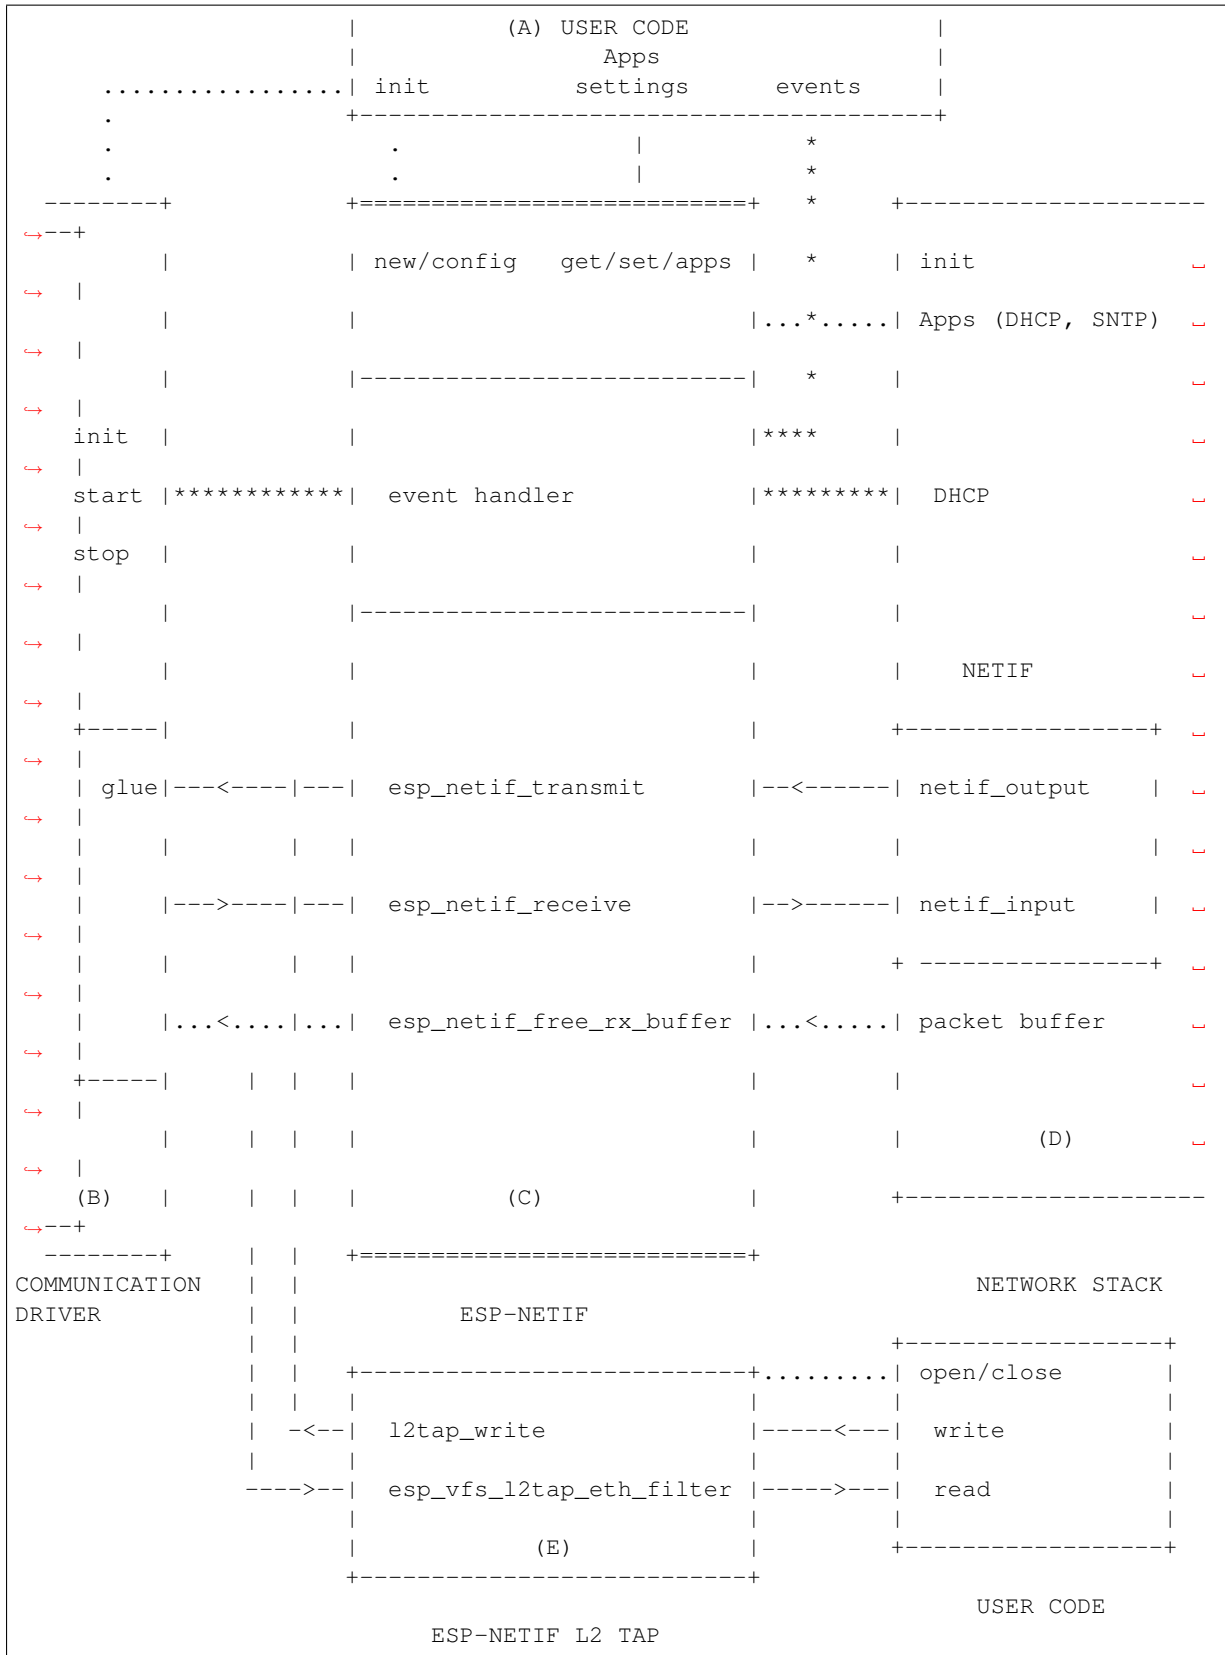 |          (A) USER CODE                 |
                       |                 Apps                   |
      .................| init          settings      events     |
      .                +----------------------------------------+
      .                   .                |           *
      .                   .                |           *
  --------+            +===========================+   *     +---------------------
↪--+
          |            | new/config   get/set/apps |   *     | init               ␣
↪  |
          |            |                           |...*.....| Apps (DHCP, SNTP)  ␣
↪  |
          |            |---------------------------|   *     |                    ␣
↪  |
    init  |            |                           |****     |                    ␣
↪  |
    start |************|  event handler            |*********|  DHCP              ␣
↪  |
    stop  |            |                           |         |                    ␣
↪  |
          |            |---------------------------|         |                    ␣
↪  |
          |            |                           |         |    NETIF           ␣
↪  |
    +-----|            |                           |         +-----------------+  ␣
↪  |
    | glue|---<----|---|  esp_netif_transmit       |--<------| netif_output    |  ␣
↪  |
    |     |        |   |                           |         |                 |  ␣
↪  |
    |     |--->----|---|  esp_netif_receive        |-->------| netif_input     |  ␣
↪  |
    |     |        |   |                           |         + ----------------+  ␣
↪  |
    |     |...<....|...|  esp_netif_free_rx_buffer |...<.....| packet buffer      ␣
↪  |
    +-----|     |  |   |                           |         |                    ␣
↪  |
          |     |  |   |                           |         |         (D)        ␣
↪  |
    (B)   |     |  |   |          (C)              |         +---------------------
↪--+
  --------+     |  |   +===========================+
COMMUNICATION   |  |                                               NETWORK STACK
DRIVER          |  |           ESP-NETIF
                |  |                                         +------------------+
                |  |   +---------------------------+.........| open/close       |
                |  |   |                           |         |                  |
                |  -<--|  l2tap_write              |-----<---|  write           |
                |      |                           |         |                  |
                ---->--|  esp_vfs_l2tap_eth_filter |----->---|  read            |
                       |                           |         |                  |
                       |            (E)            |         +------------------+
                       +---------------------------+
                                                                   USER CODE
                             ESP-NETIF L2 TAP